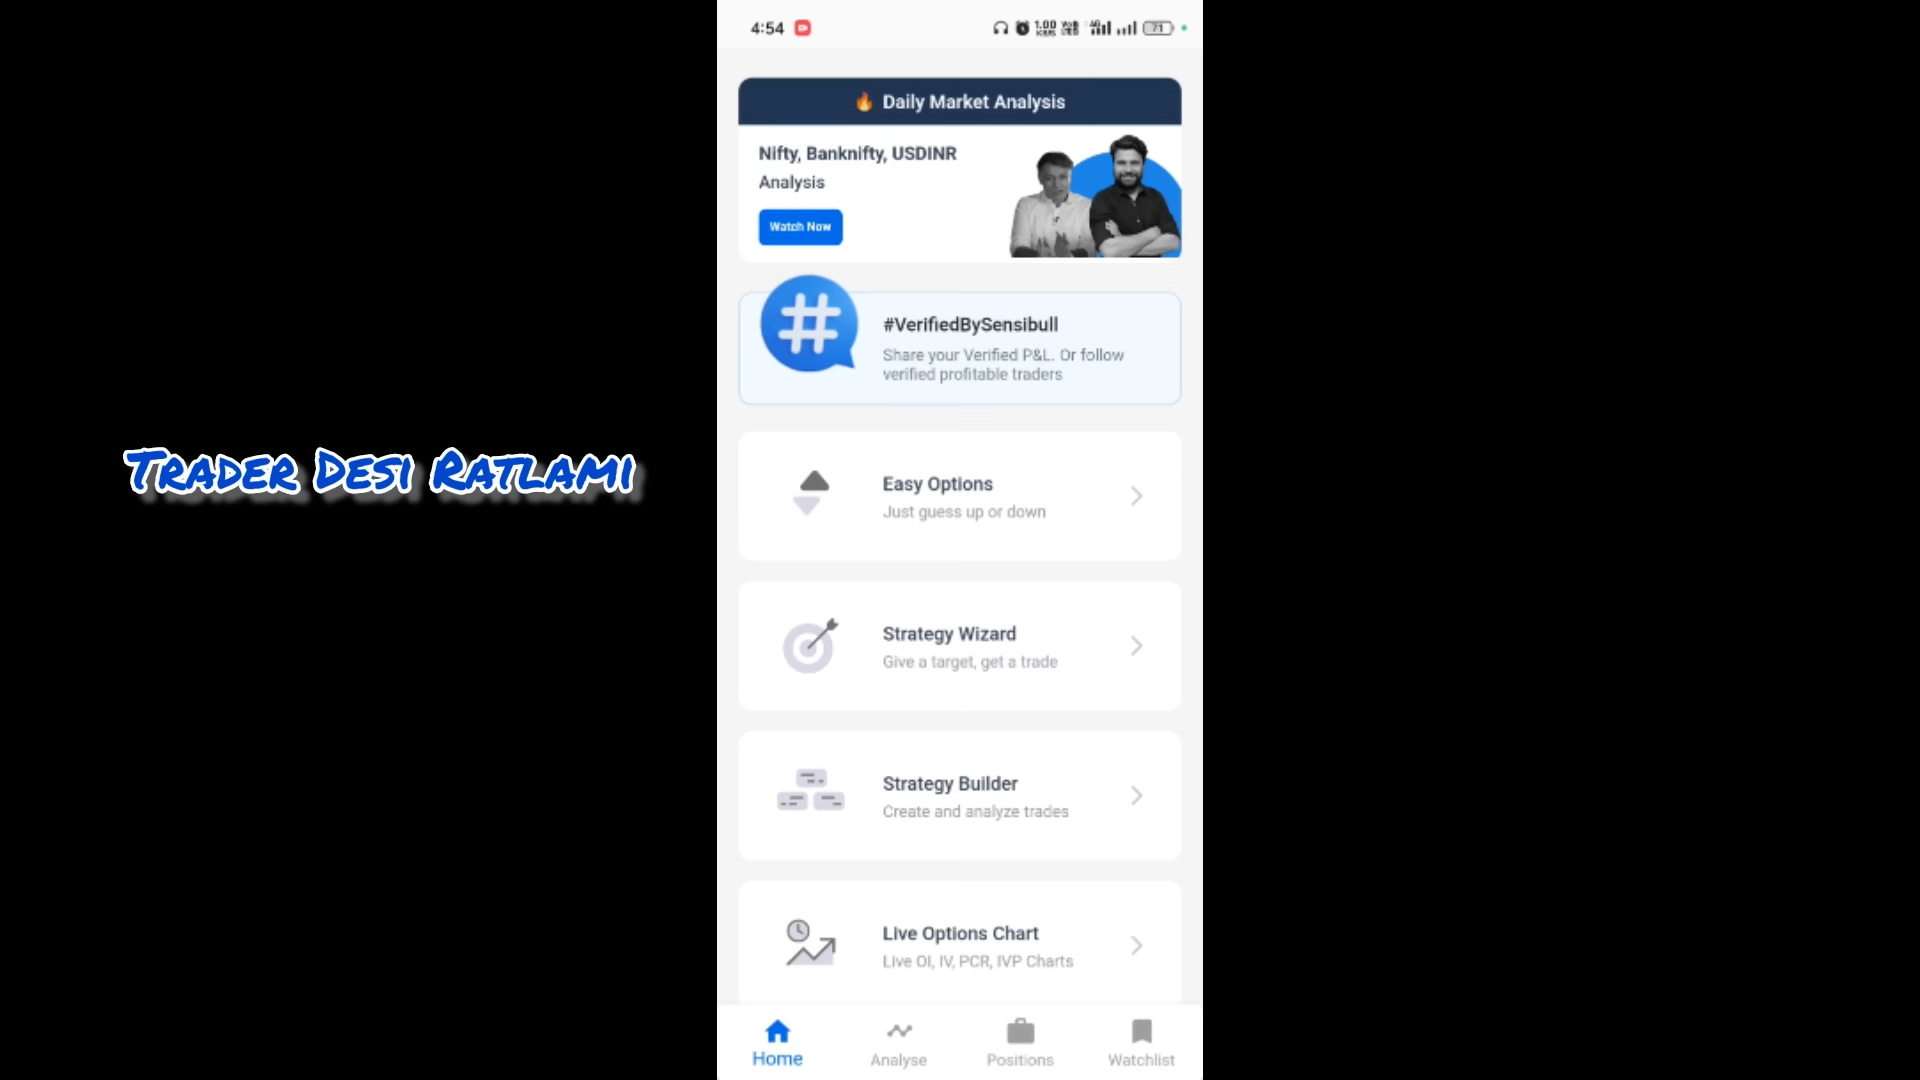 4:54
71
🔥 Daily Market Analysis
Nifty, Banknifty, USDINR
Analysis
Watch Now
#VerifiedBySensibull
Share your Verified P&L. Or follow
verified profitable traders
Trader Desi Ratlami
Easy Options
Just guess up or down
Strategy Wizard
Give a target, get a trade
Strategy Builder
Create and analyze trades
Live Options Chart
Live OI, IV, PCR, IVP Charts
Home Analyse Positions Watchlist